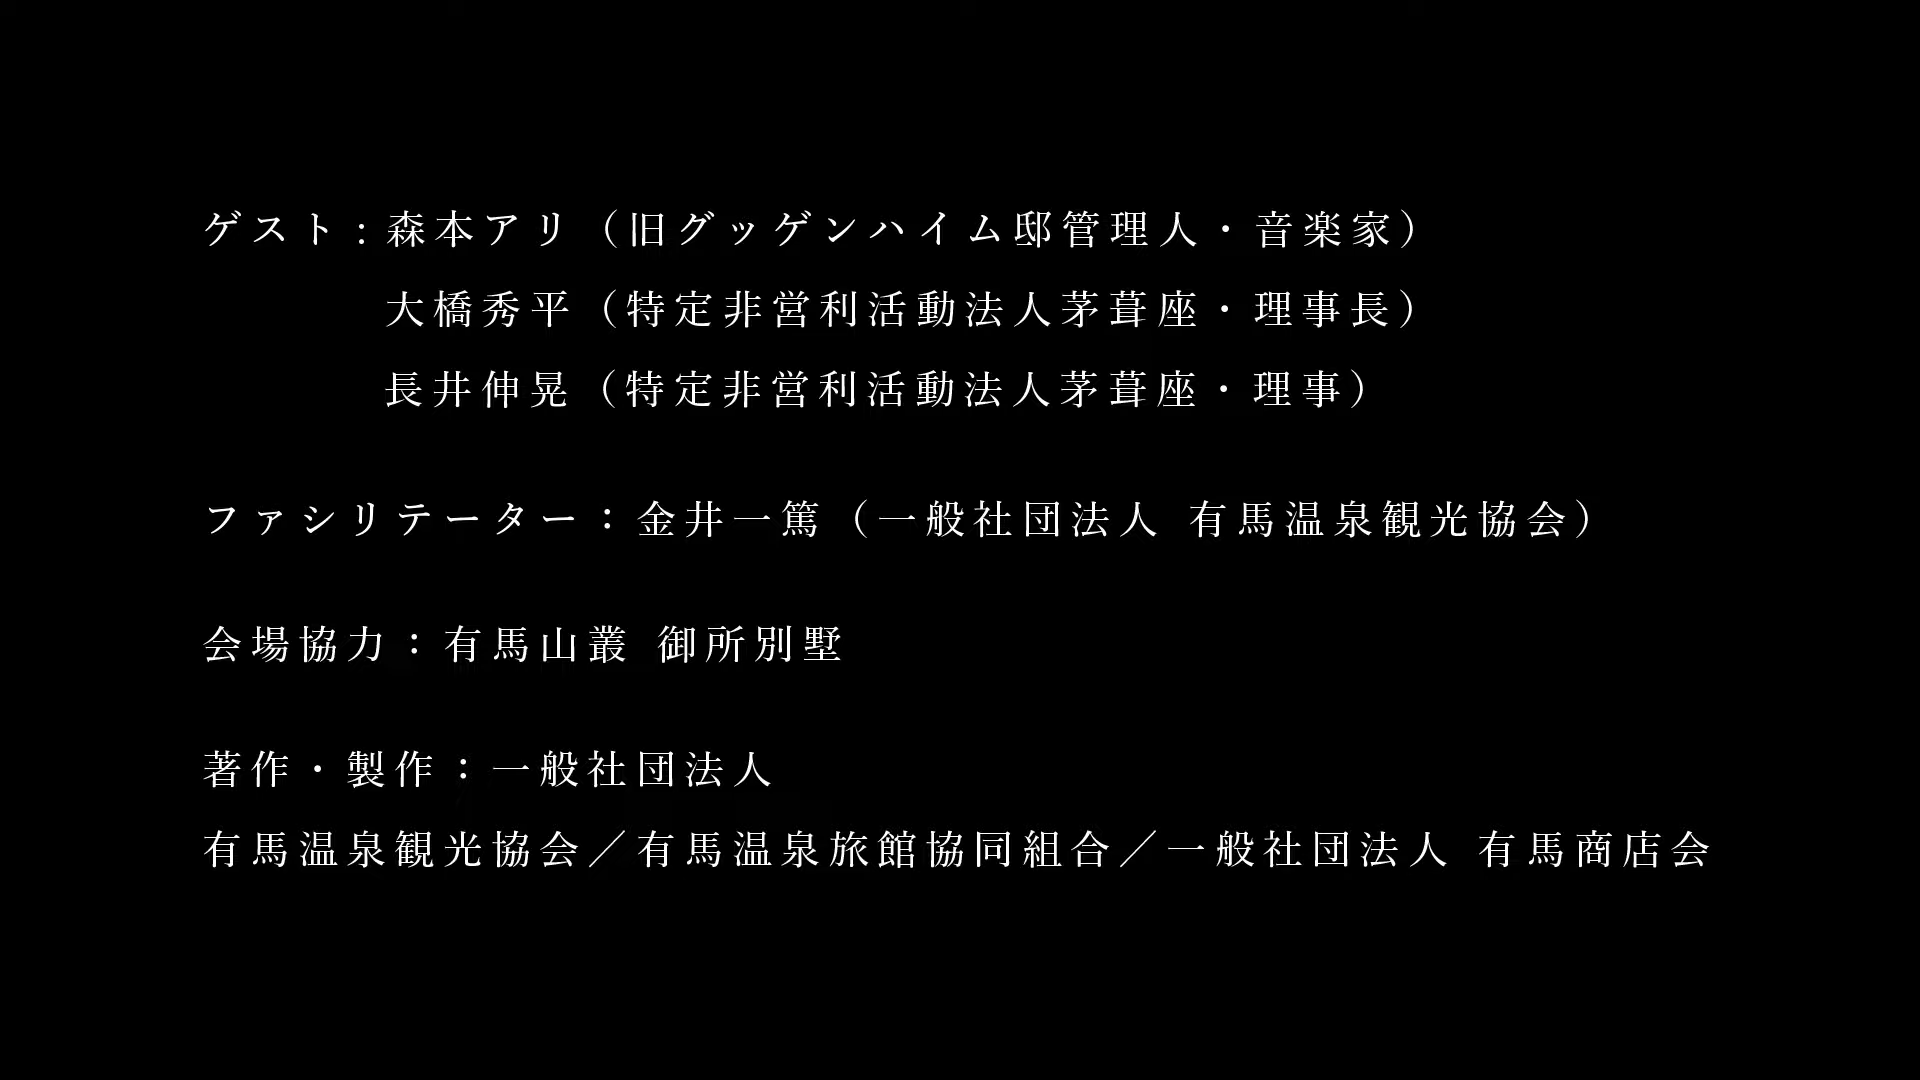 ゲスト：森本アリ（旧グッゲンハイム邸管理人・音楽家）
大橋秀平（特定非営利活動法人茅葺座・理事長）
長井伸晃（特定非営利活動法人茅葺座・理事）
ファシリテーター：金井一篤（一般社団法人 有馬温泉観光協会）
会場協力：有馬山叢 御所別墅
著作・製作：一般社団法人
有馬温泉観光協会／有馬温泉旅館協同組合／一般社団法人 有馬商店会